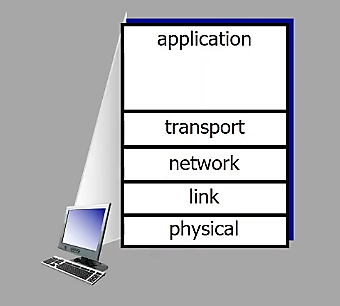 application
transport
network
link
physical